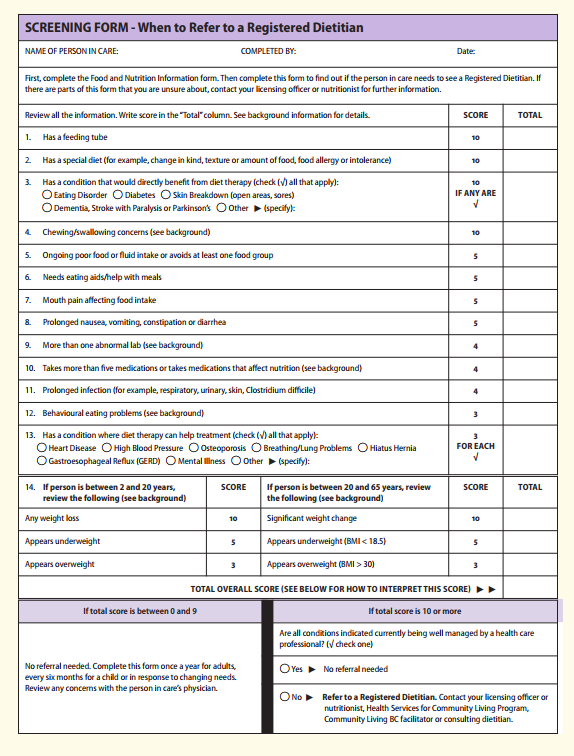 SCREENING FORM - When to Refer to a Registered Dietitian
NAME OF PERSON IN CARE: COMPLETED BY: Date:
First, complete the Food and Nutrition Information form. Then complete this form to find out if the person in care needs to see a Registered Dietitian. If
there are parts of this form that you are unsure about, contact your licensing officer or nutritionist for further information.
Review all the information. Write score in the "Total" column. See background information for details. SCORE TOTAL
1. Has a feeding tube 10
2. Has a special diet (for example, change in kind, texture or amount of food, food allergy or intolerance) 10
3. Has a condition that would directly benefit from diet therapy (check (√) all that apply): 10
Eating Disorder Diabetes Skin Breakdown (open areas, sores) IF ANY ARE
Dementia, Stroke with Paralysis or Parkinson's Other ▶ (specify): √
4. Chewing/swallowing concerns (see background) 10
5. Ongoing poor food or fluid intake or avoids at least one food group 5
6. Needs eating aids/help with meals 5
7. Mouth pain affecting food intake 5
8. Prolonged nausea, vomiting, constipation or diarrhea 5
9. More than one abnormal lab (see background) 4
10. Takes more than five medications or takes medications that affect nutrition (see background) 4
11. Prolonged infection (for example, respiratory, urinary, skin, Clostridium difficile) 4
12. Behavioural eating problems (see background) 3
13. Has a condition where diet therapy can help treatment (check (√) all that apply): 3
Heart Disease High Blood Pressure Osteoporosis Breathing/Lung Problems Hiatus Hernia FOR EACH
Gastroesophageal Reflux (GERD) Mental Illness Other ▶ (specify): √
14. If person is between 2 and 20 years, SCORE If person is between 20 and 65 years, review SCORE TOTAL
review the following (see background) the following (see background)
Any weight loss 10 Significant weight change 10
Appears underweight 5 Appears underweight (BMI < 18.5) 5
Appears overweight 3 Appears overweight (BMI > 30) 3
TOTAL OVERALL SCORE (SEE BELOW FOR HOW TO INTERPRET THIS SCORE) ▶ ▶
If total score is between 0 and 9
No referral needed. Complete this form once a year for adults,
every six months for a child or in response to changing needs.
Review any concerns with the person in care's physician.
If total score is 10 or more
Are all conditions indicated currently being well managed by a health care
professional? (√ check one)
Yes ▶ No referral needed
No ▶ Refer to a Registered Dietitian. Contact your licensing officer or
nutritionist, Health Services for Community Living Program,
Community Living BC facilitator or consulting dietitian.